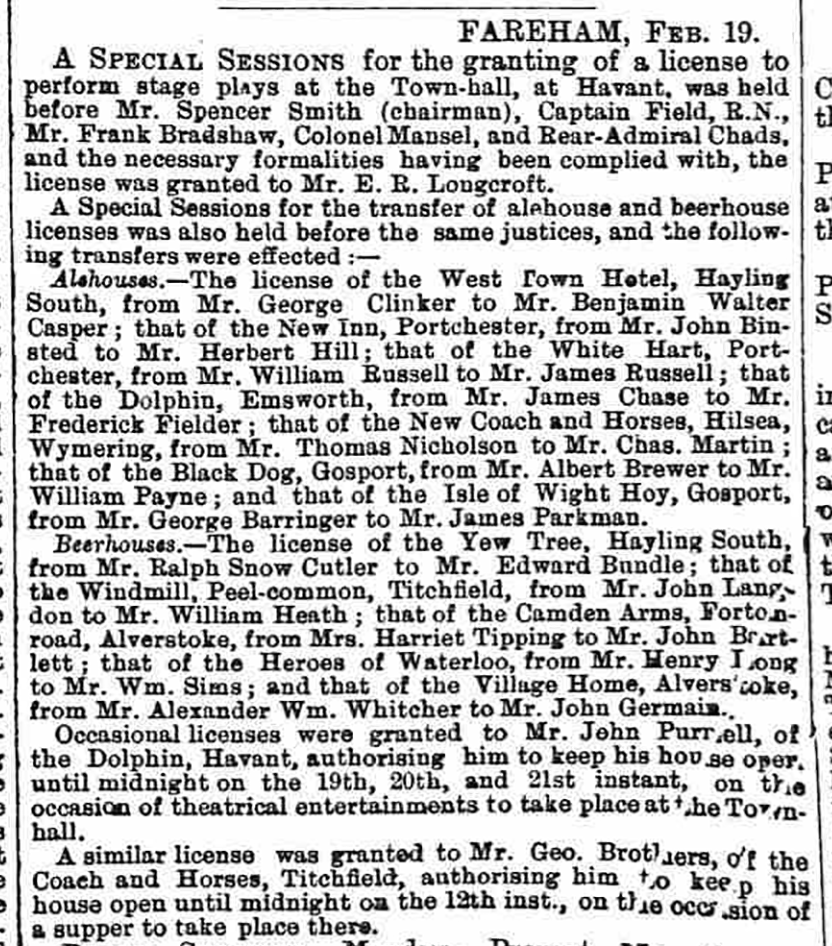 FAREHAM, FEB. 19.
A SPECIAL SESSIONS for the granting of a license to
perform stage plays at the Town-hall, at Havant, was held
before Mr. Spencer Smith (chairman), Captain Field, R.N.,
Mr. Frank Bradshaw, Colonel Mansel, and Rear-Admiral Chads,
and the necessary formalities having been complied with, the
license was granted to Mr. E. R. Longcroft.
A Special Sessions for the transfer of alehouse and beerhouse
licenses was also held before the same justices, and the follow-
ing transfers were effected :—
Alehouses.—The license of the West Town Hotel, Hayling
South, from Mr. George Clinker to Mr. Benjamin Walter
Casper ; that of the New Inn, Portchester, from Mr. John Bin-
sted to Mr. Herbert Hill ; that of the White Hart, Port-
chester, from Mr. William Russell to Mr. James Russell ; that
of the Dolphin, Emsworth, from Mr. James Chase to Mr.
Frederick Fielder ; that of the New Coach and Horses, Hilsea,
Wymering, from Mr. Thomas Nicholson to Mr. Chas. Martin ;
that of the Black Dog, Gosport, from Mr. Albert Brewer to Mr.
William Payne ; and that of the Isle of Wight Hoy, Gosport,
from Mr. George Barringer to Mr. James Parkman.
Beerhouses.—The license of the Yew Tree, Hayling South,
from Mr. Ralph Snow Cutler to Mr. Edward Bundle ; that of
the Windmill, Peel-common, Titchfield, from Mr. John Lang-
don to Mr. William Heath ; that of the Camden Arms, Forton-
road, Alverstoke, from Mrs. Harriet Tipping to Mr. John Bart-
lett ; that of the Heroes of Waterloo, from Mr. Henry Long
to Mr. Wm. Sims ; and that of the Village Home, Alverstoke,
from Mr. Alexander Wm. Whitcher to Mr. John Germain.
Occasional licenses were granted to Mr. John Purnell, of
the Dolphin, Havant, authorising him to keep his house open
until midnight on the 19th, 20th, and 21st instant, on the
occasion of theatrical entertainments to take place at the Town-
hall.
A similar license was granted to Mr. Geo. Brothers, of the
Coach and Horses, Titchfield, authorising him to keep his
house open until midnight on the 12th inst., on the occasion of
a supper to take place there.